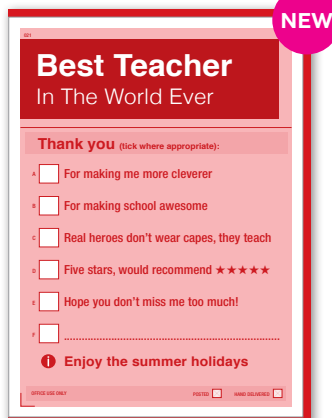 NEW
Best Teacher
In The World Ever
Thank you (tick where appropriate):
A For making me more cleverer
B For making school awesome
C Real heroes don't wear capes, they teach
D Five stars, would recommend ★★★★★
E Hope you don't miss me too much!
F ...............................................................
i Enjoy the summer holidays
OFFICE USE ONLY POSTED HAND DELIVERED